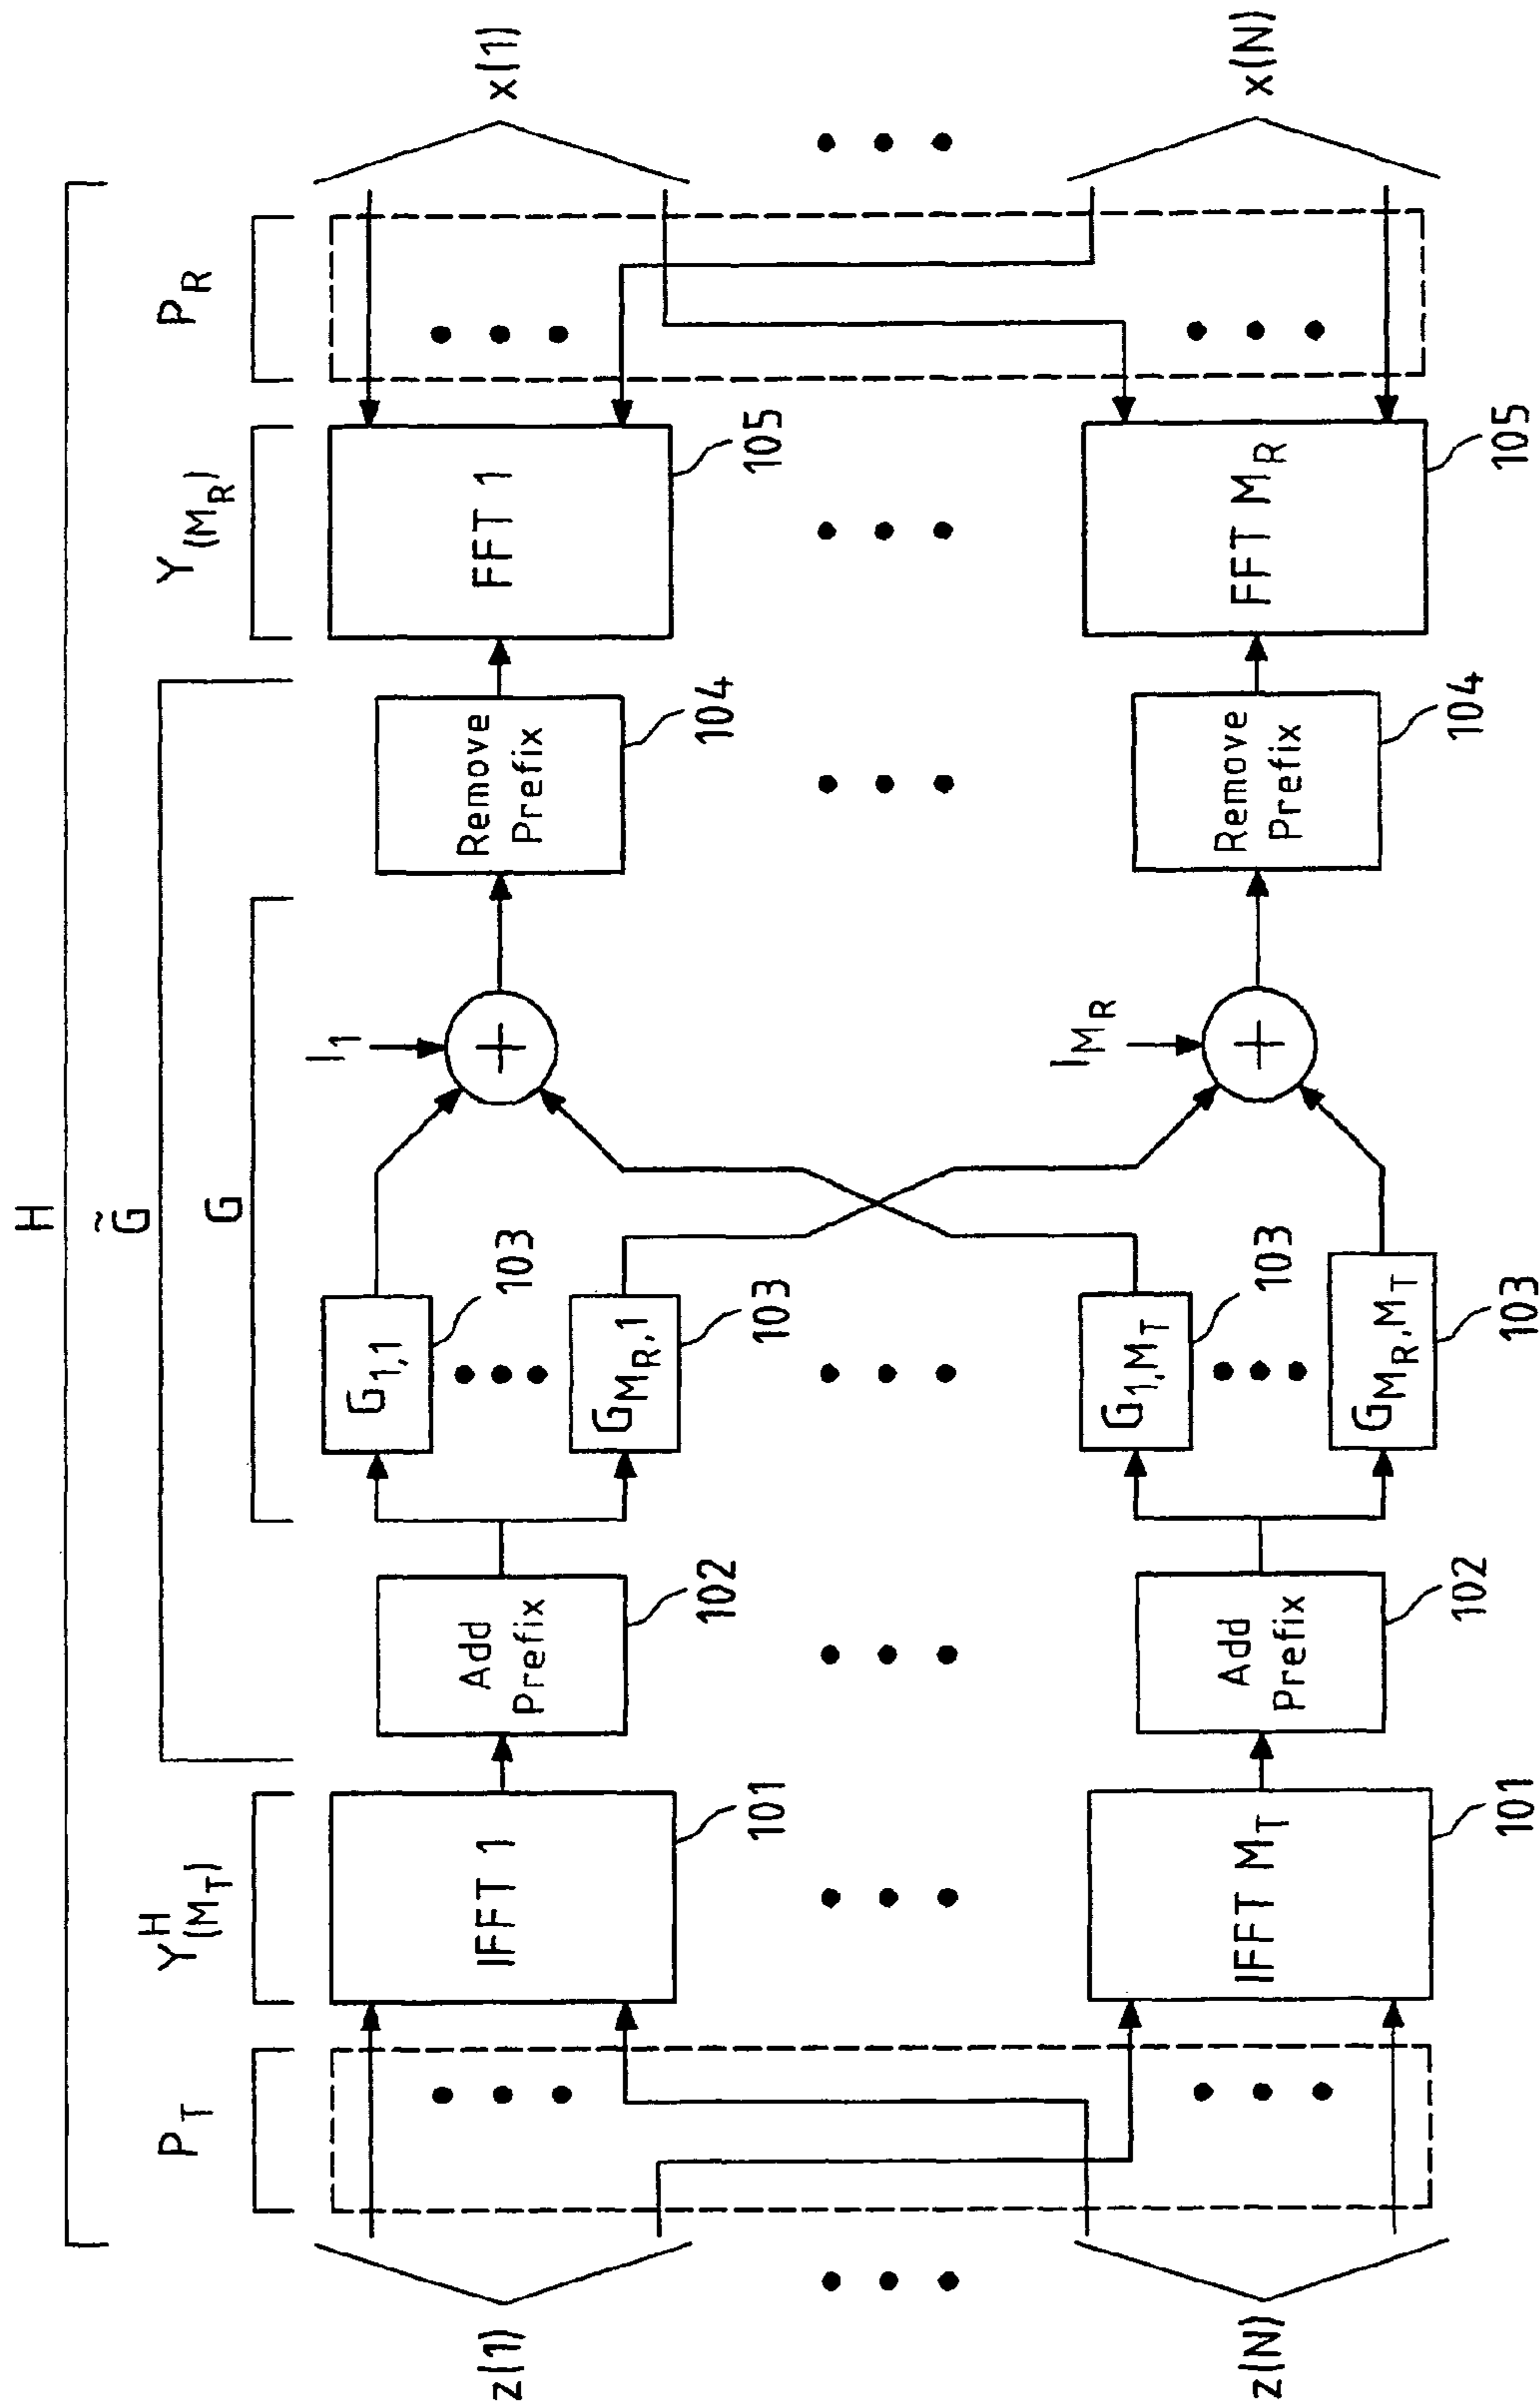 H
G̃
G
P_T
Y^H_(M_T)
Y_(M_R)
P_R
z(1)
IFFT 1
101
Add
Prefix
102
G_1,1
103
G_M_R,1
103
I_1
+
Remove
Prefix
104
FFT 1
105
x(1)
z(N)
IFFT M_T
101
Add
Prefix
102
G_1,M_T
103
G_M_R,M_T
103
I_M_R
+
Remove
Prefix
104
FFT M_R
105
x(N)